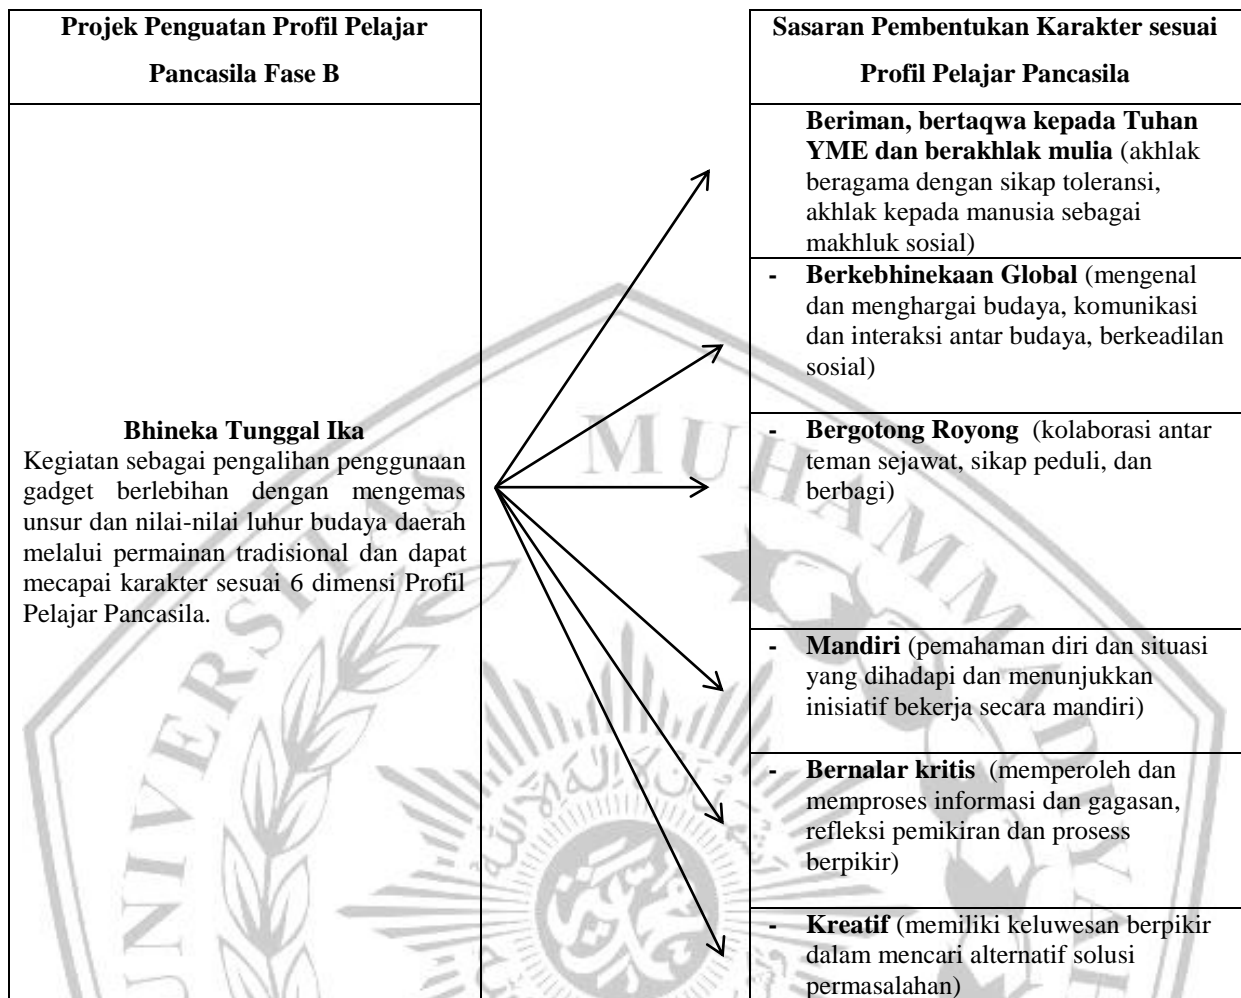 Projek Penguatan Profil Pelajar
Pancasila Fase B
Bhineka Tunggal Ika
Kegiatan sebagai pengalihan penggunaan
gadget berlebihan dengan mengemas
unsur dan nilai-nilai luhur budaya daerah
melalui permainan tradisional dan dapat
mecapai karakter sesuai 6 dimensi Profil
Pelajar Pancasila.
Sasaran Pembentukan Karakter sesuai
Profil Pelajar Pancasila
Beriman, bertaqwa kepada Tuhan
YME dan berakhlak mulia (akhlak
beragama dengan sikap toleransi,
akhlak kepada manusia sebagai
makhluk sosial)
- Berkebhinekaan Global (mengenal
dan menghargai budaya, komunikasi
dan interaksi antar budaya, berkeadilan
sosial)
- Bergotong Royong (kolaborasi antar
teman sejawat, sikap peduli, dan
berbagi)
- Mandiri (pemahaman diri dan situasi
yang dihadapi dan menunjukkan
inisiatif bekerja secara mandiri)
- Bernalar kritis (memperoleh dan
memproses informasi dan gagasan,
refleksi pemikiran dan prosess
berpikir)
- Kreatif (memiliki keluwesan berpikir
dalam mencari alternatif solusi
permasalahan)
UNIVERSITAS MUHAMMADIYAH